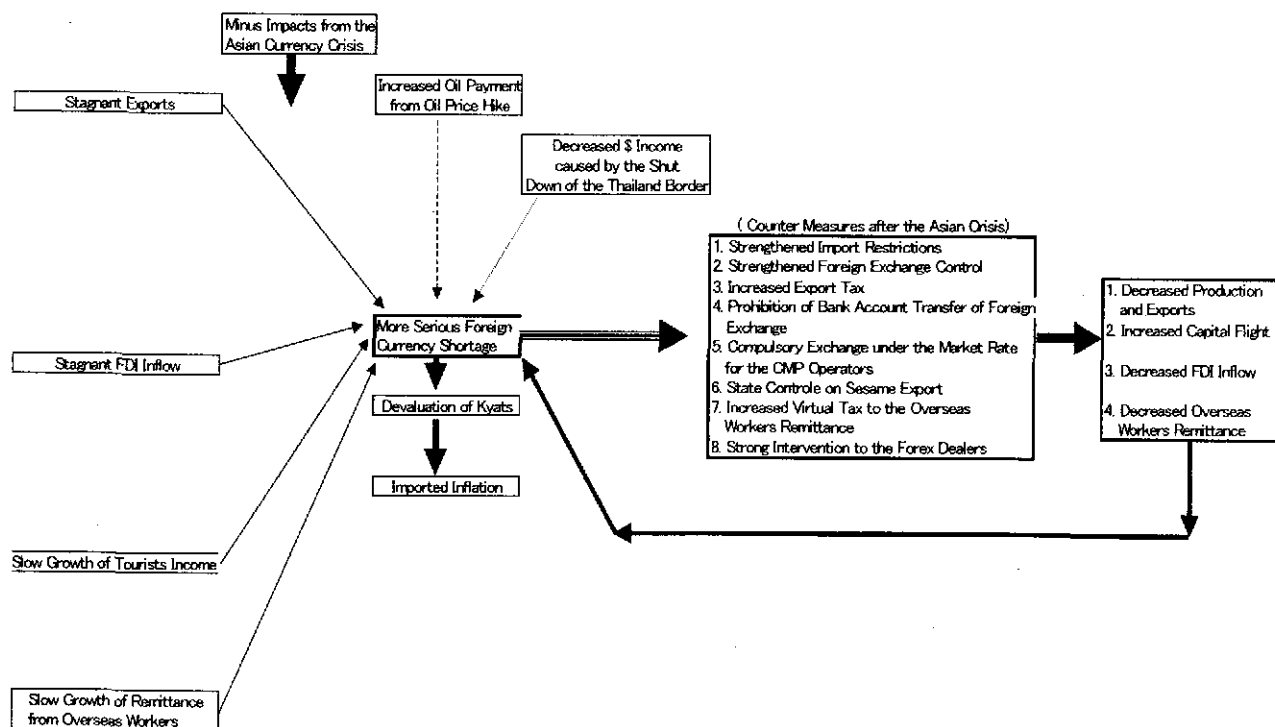 Minus Impacts from the
Asian Currency Crisis
Stagnant Exports
Increased Oil Payment
from Oil Price Hike
Decreased $ Income
caused by the Shut
Down of the Thailand Border
( Counter Measures after the Asian Crisis)
1. Strengthened Import Restrictions
2. Strengthened Foreign Exchange Control
3. Increased Export Tax
4. Prohibition of Bank Account Transfer of Foreign
Exchange
5. Compulsory Exchange under the Market Rate
for the CMP Operators
6. State Controle on Sesame Export
7. Increased Virtual Tax to the Overseas
Workers Remittance
8. Strong Intervention to the Forex Dealers
1. Decreased Production
and Exports
2. Increased Capital Flight
3. Decreased FDI Inflow
4. Decreased Overseas
Workers Remittance
More Serious Foreign
Currency Shortage
Stagnant FDI Inflow
Devaluation of Kyats
Imported Inflation
Slow Growth of Tourists Income
Slow Growth of Remittance
from Overseas Workers